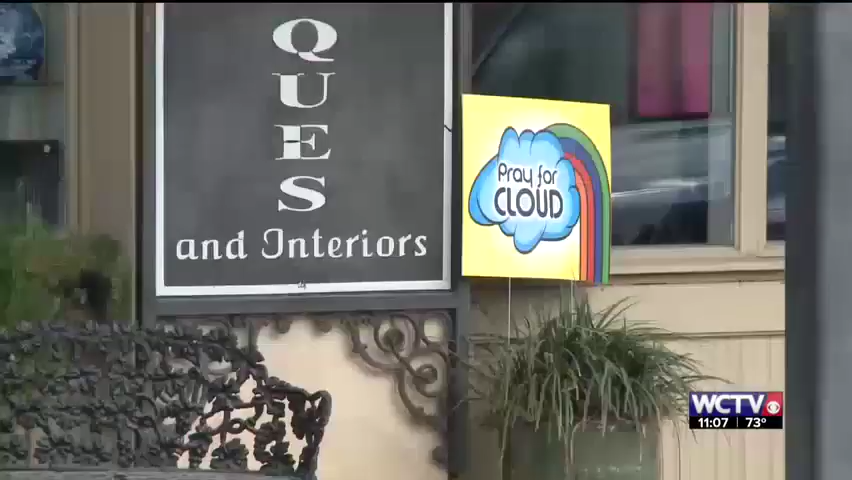 QUES
and Interiors
Pray for
CLOUD
WCTV
11:07 73°